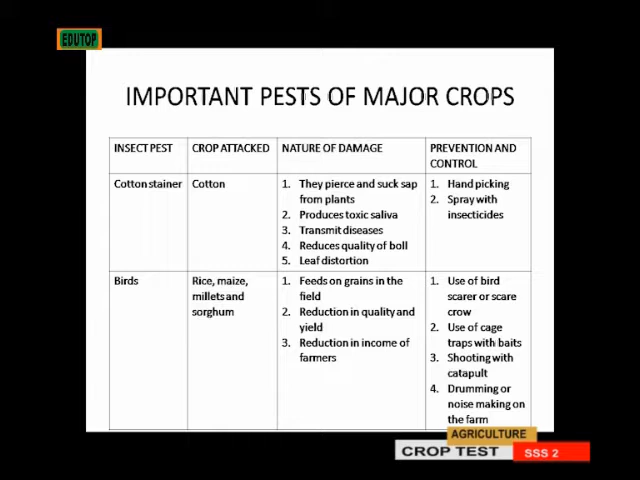 EDUTOP
IMPORTANT PESTS OF MAJOR CROPS
INSECT PEST
CROP ATTACKED
NATURE OF DAMAGE
PREVENTION AND
CONTROL
Cotton stainer
Cotton
1. They pierce and suck sap
from plants
2. Produces toxic saliva
3. Transmit diseases
4. Reduces quality of boll
5. Leaf distortion
1. Hand picking
2. Spray with
insecticides
Birds
Rice, maize,
millets and
sorghum
1. Feeds on grains in the
field
2. Reduction in quality and
yield
3. Reduction in income of
farmers
1. Use of bird
scarer or scare
crow
2. Use of cage
traps with baits
3. Shooting with
catapult
4. Drumming or
noise making on
the farm
AGRICULTURE
CROP TEST
SSS 2